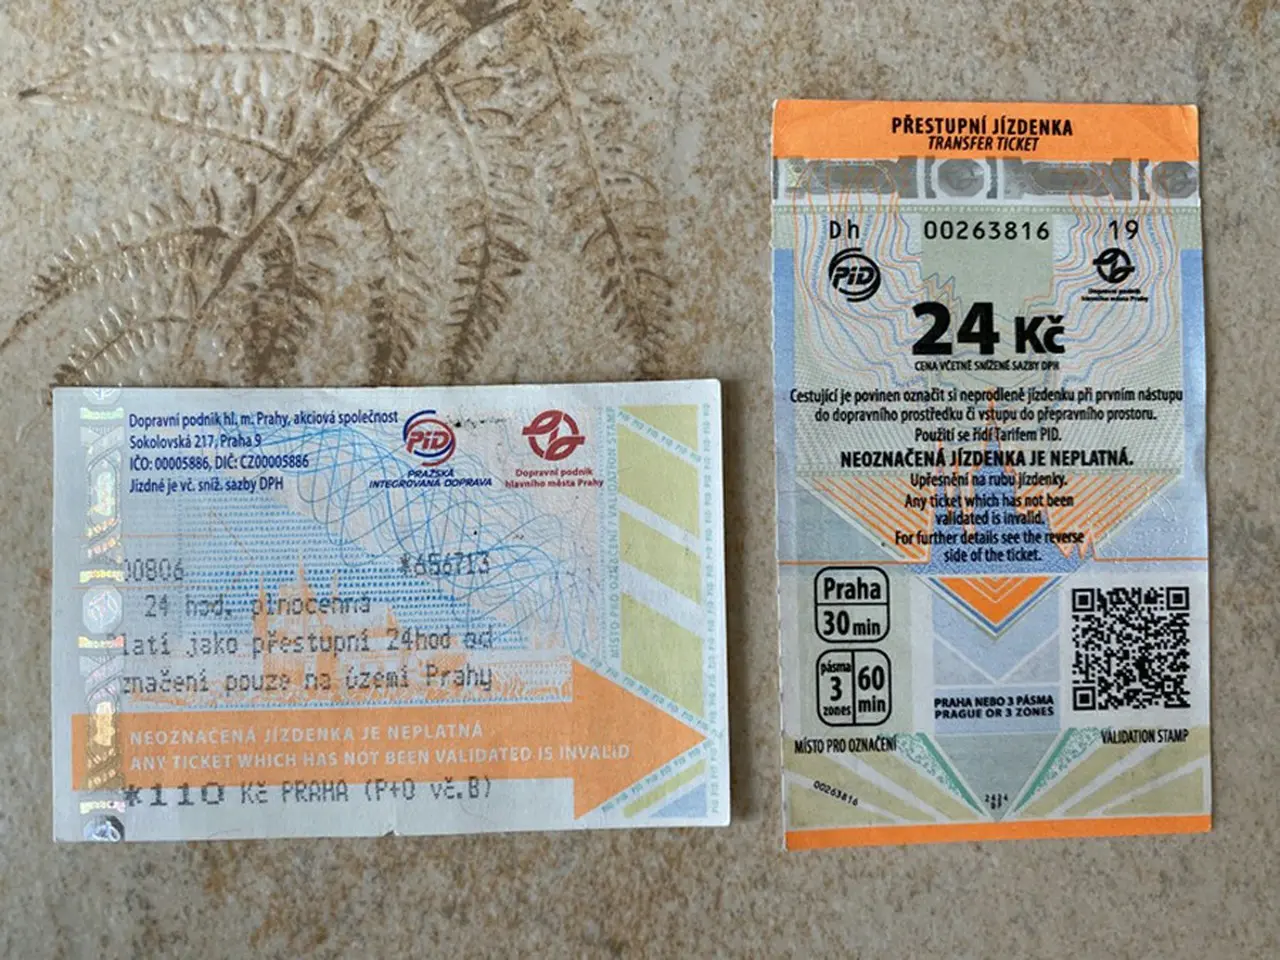 Dopravní podnik hl. m. Prahy, akciová společnost
Sokolovská 217, Praha 9
IČO: 00005886, DIČ: CZ00005886
Jízdné je vč. sníž. sazby DPH
PID
PRAŽSKÁ
INTEGROVANÁ DOPRAVA
Dopravní podnik
hlavního města Prahy
MÍSTO PRO OZNAČENÍ / VALIDATION STAMP
00806 *656713
24 hod. plnocenná
latí jako přestupní 24hod od
značení pouze na území Prahy
NEOZNAČENÁ JÍZDENKA JE NEPLATNÁ
ANY TICKET WHICH HAS NOT BEEN VALIDATED IS INVALID
*110 Kč PRAHA (P+0 vč.B)
PŘESTUPNÍ JÍZDENKA
TRANSFER TICKET
Dh 00263816 19
PID
Dopravní podnik
hlavního města Prahy
24 Kč
CENA VČETNĚ SNÍŽENÉ SAZBY DPH
Cestující je povinen označit si neprodleně jízdenku při prvním nástupu
do dopravního prostředku či vstupu do přepravního prostoru.
Použití se řídí Tarifem PID.
NEOZNAČENÁ JÍZDENKA JE NEPLATNÁ.
Upřesnění na rubu jízdenky.
Any ticket which has not been
validated is invalid.
For further details see the reverse
side of the ticket.
Praha
30 min
pásma
3
zones
60
min
PRAHA NEBO 3 PÁSMA
PRAGUE OR 3 ZONES
MÍSTO PRO OZNAČENÍ
VALIDATION STAMP
00263816